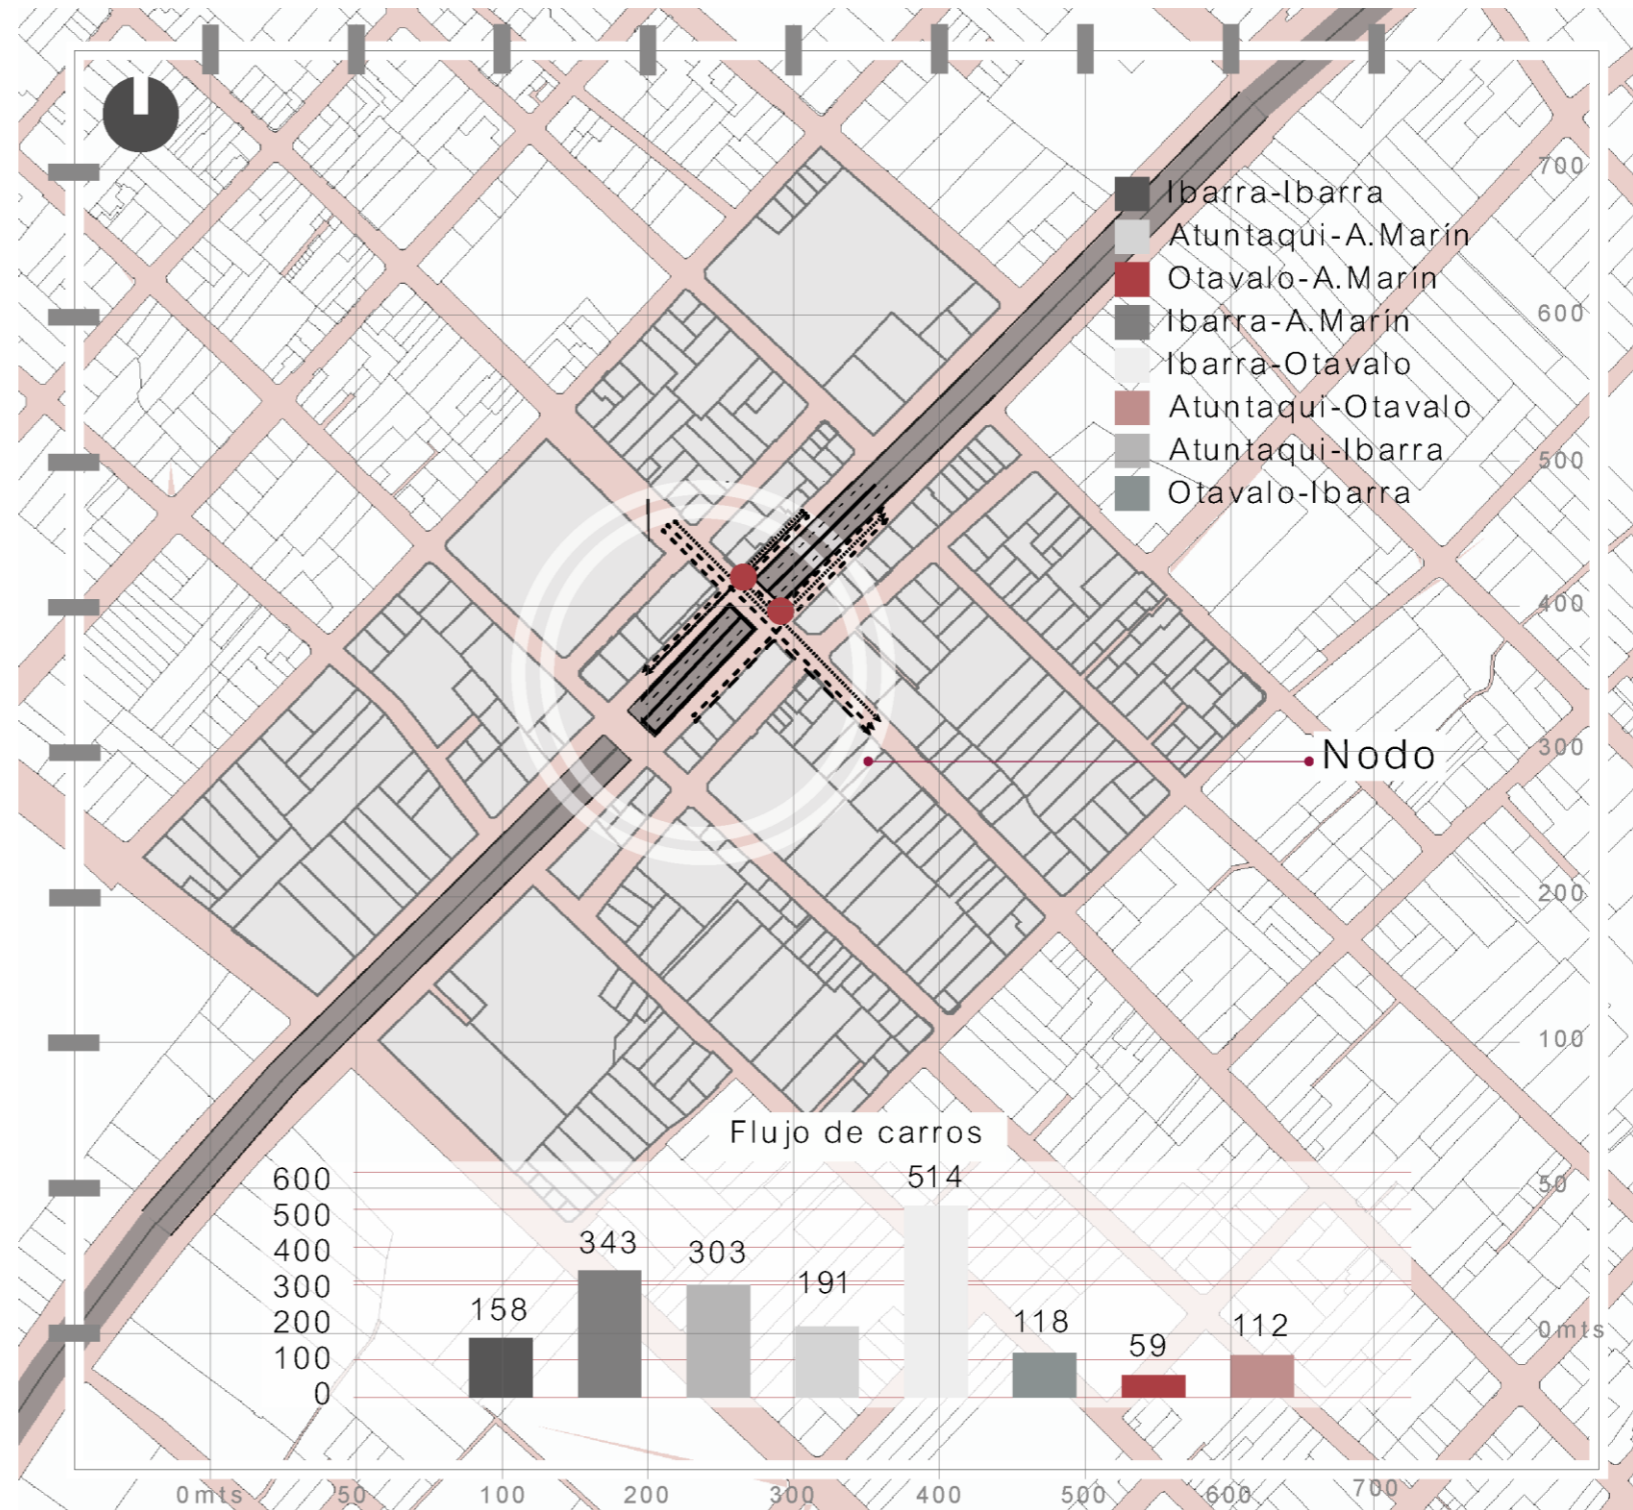 700
Ibarra-Ibarra
Atuntaqui-A.Marín
Otavalo-A.Marín
Ibarra-A.Marín
600
Ibarra-Otavalo
Atuntaqui-Otavalo
Atuntaqui-Ibarra
500
Otavalo-Ibarra
400
300
Nodo
200
100
Flujo de carros
50
0mts
600
500
400
300
200
100
0
158
343
303
191
514
118
59
112
0mts
50
100
200
300
400
500
600
700